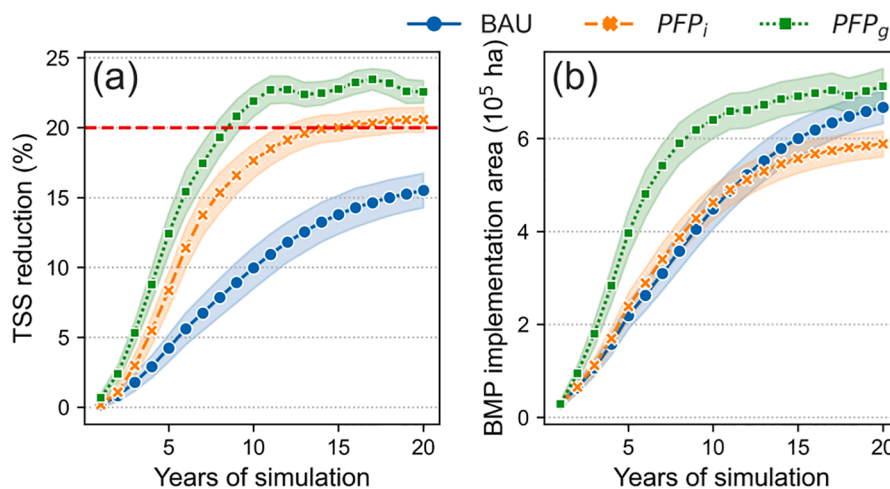 BAU PFPi PFPg
(a)
TSS reduction (%)
25
20
15
10
5
0
5 10 15 20
Years of simulation
(b)
BMP implementation area (10⁵ ha)
6
4
2
0
5 10 15 20
Years of simulation